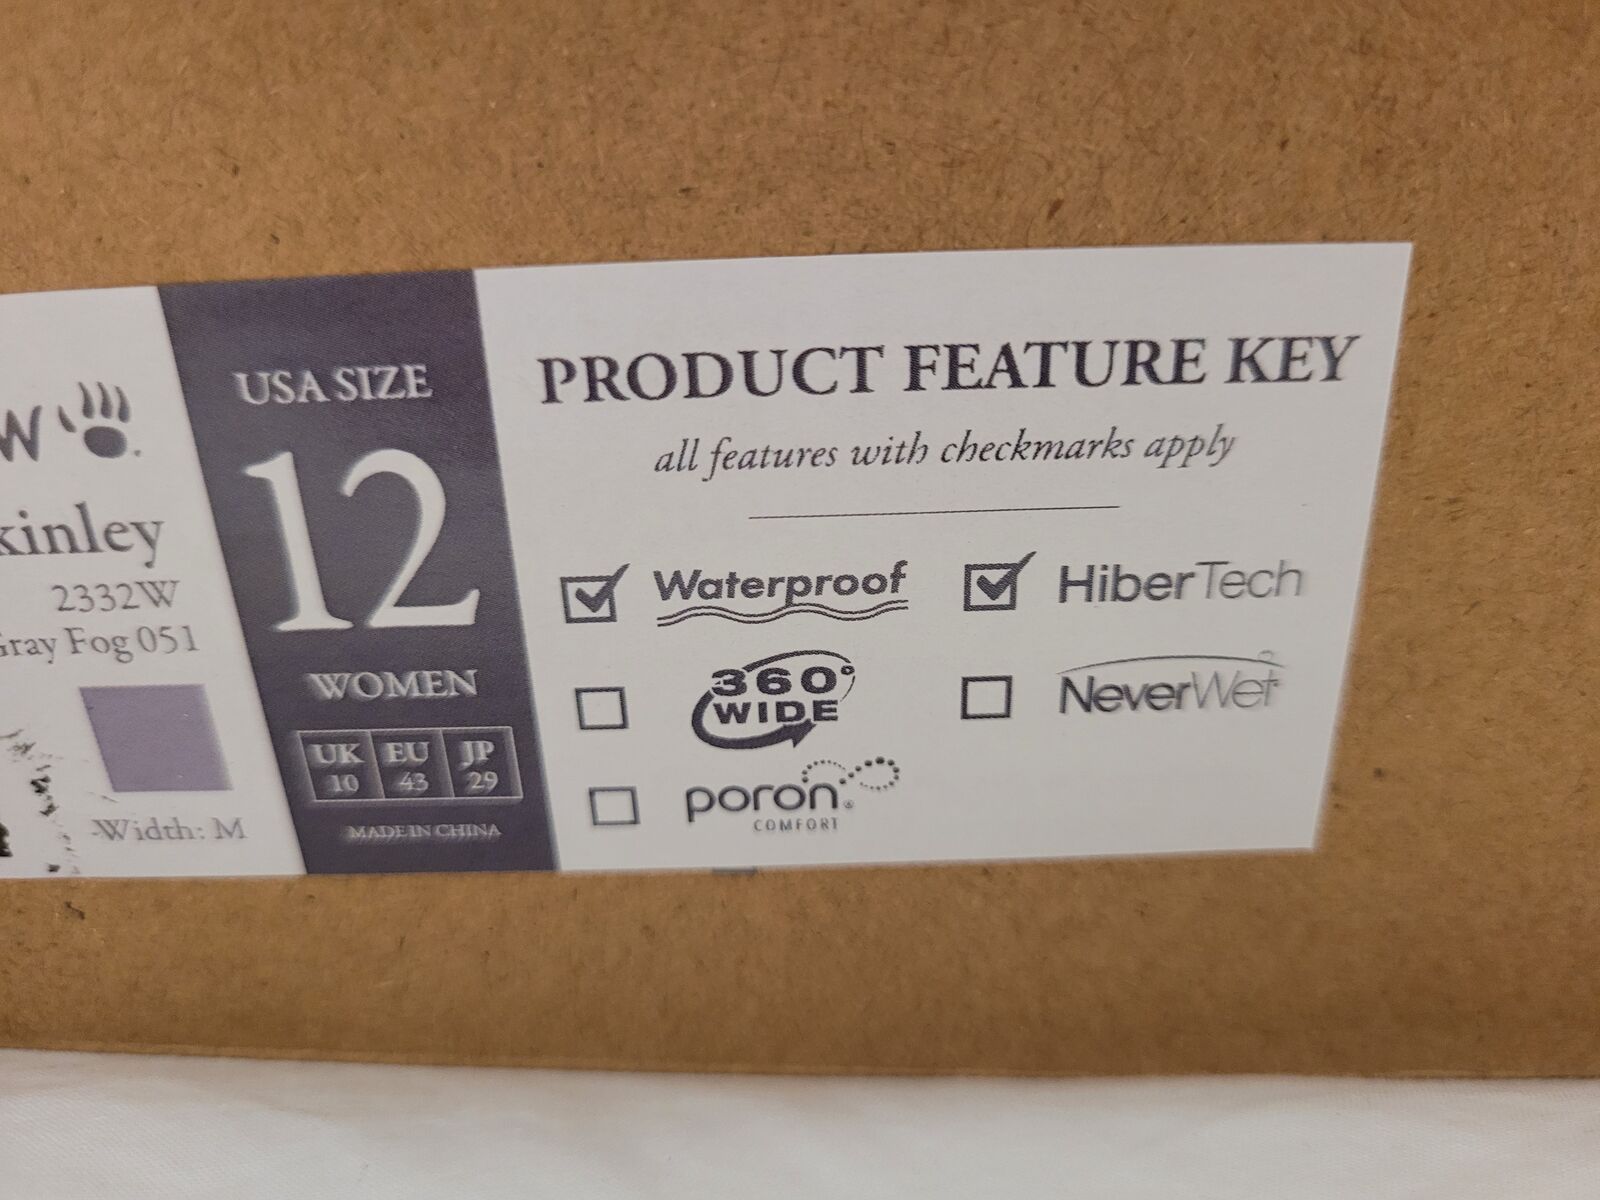 W
kinley
2332W
Gray Fog 051
Width: M
USA SIZE
12
WOMEN
UK EU JP
10 43 29
MADE IN CHINA
PRODUCT FEATURE KEY
all features with checkmarks apply
Waterproof
HiberTech
360° WIDE
NeverWet
poron®
COMFORT